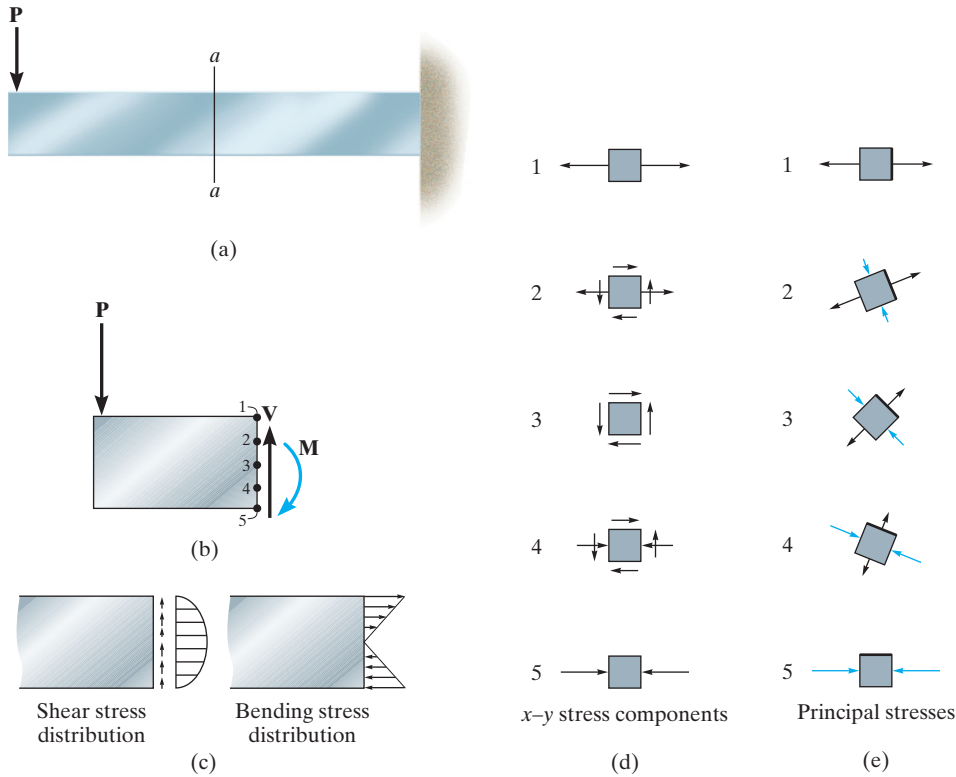 P
a
a
(a)
P
1
V
2
M
3
4
5
(b)
Shear stress
distribution
Bending stress
distribution
(c)
1
2
3
4
5
x–y stress components
(d)
1
2
3
4
5
Principal stresses
(e)